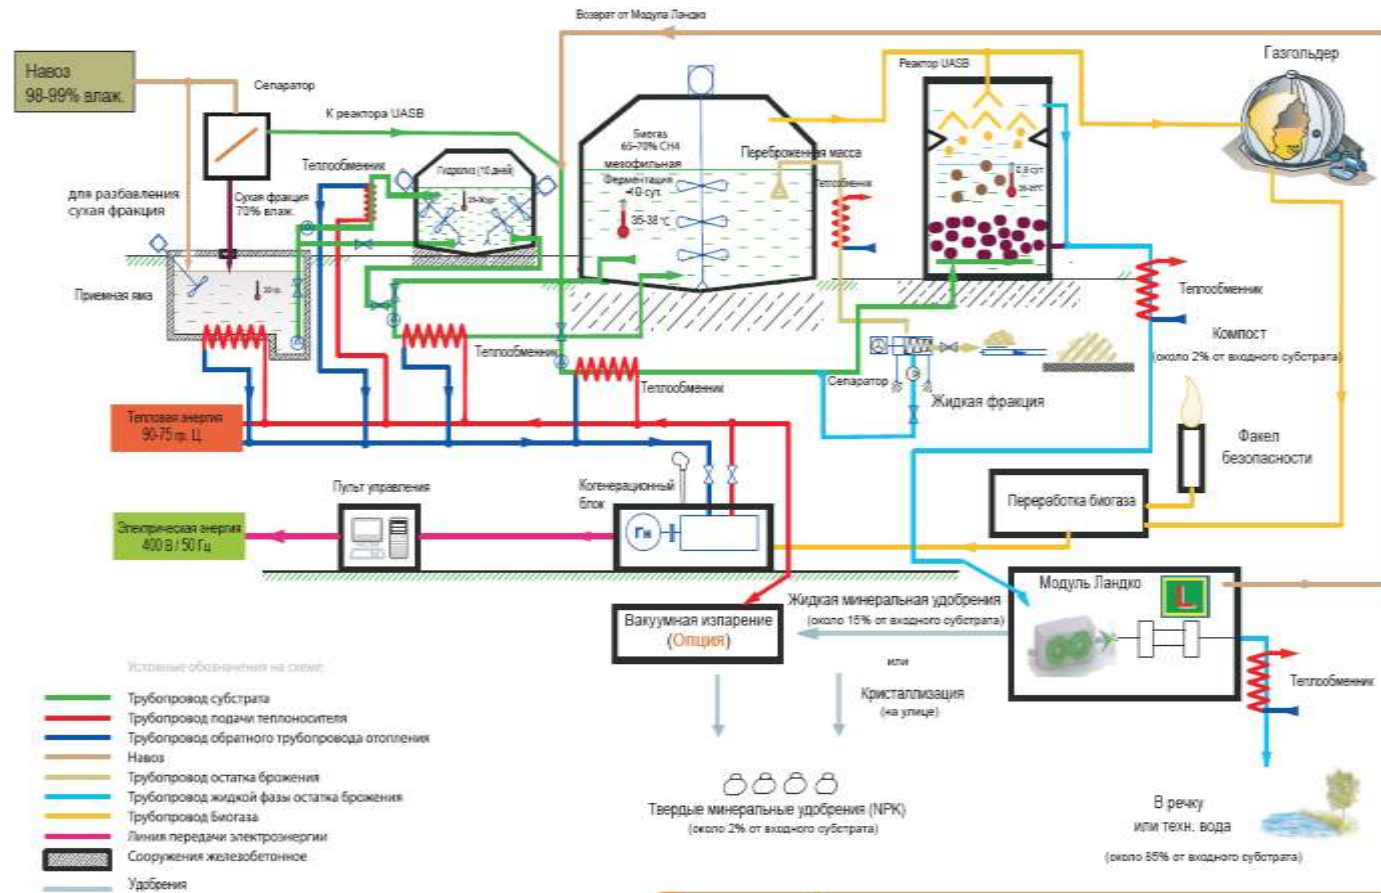 Возврат от Модула Ландко
Навоз
98-99% влаж.
Сепаратор
К реактора UASB
Реактор UASB
Газгольдер
Теплообменник
Гидролиз (~10 дней)
Биогаз
65-70% CH4
мезофильная
Ферментация
~10 сут.
35-38 °C
Переброженная масса
Теплообменник
для разбавления
сухая фракция
Сухая фракция
70% влаж.
Приемная яма
Теплообменник
Теплообменник
Теплообменник
Компост
(около 2% от входного субстрата)
Сепаратор
Жидкая фракция
Тепловая энергия
90-75 гр. Ц.
Факел
безопасности
Пульт управления
Когенерационный
блок
Переработка биогаза
Электрическая энергия
400 В / 50 Гц
Гн
Модуль Ландко
L
Жидкая минеральная удобрения
(около 15% от входного субстрата)
Вакуумная изпарение
(Опция)
или
Кристаллизация
(на улице)
Теплообменник
Твердые минеральные удобрения (NPK)
(около 2% от входного субстрата)
В речку
или техн. вода
(около 85% от входного субстрата)
Условные обозначения на схеме
Трубопровод субстрата
Трубопровод подачи теплоносителя
Трубопровод обратного трубопровода отопления
Навоз
Трубопровод остатка брожения
Трубопровод жидкой фазы остатка брожения
Трубопровод Биогаза
Линия передачи электроэнергии
Сооружения железобетонное
Удобрения